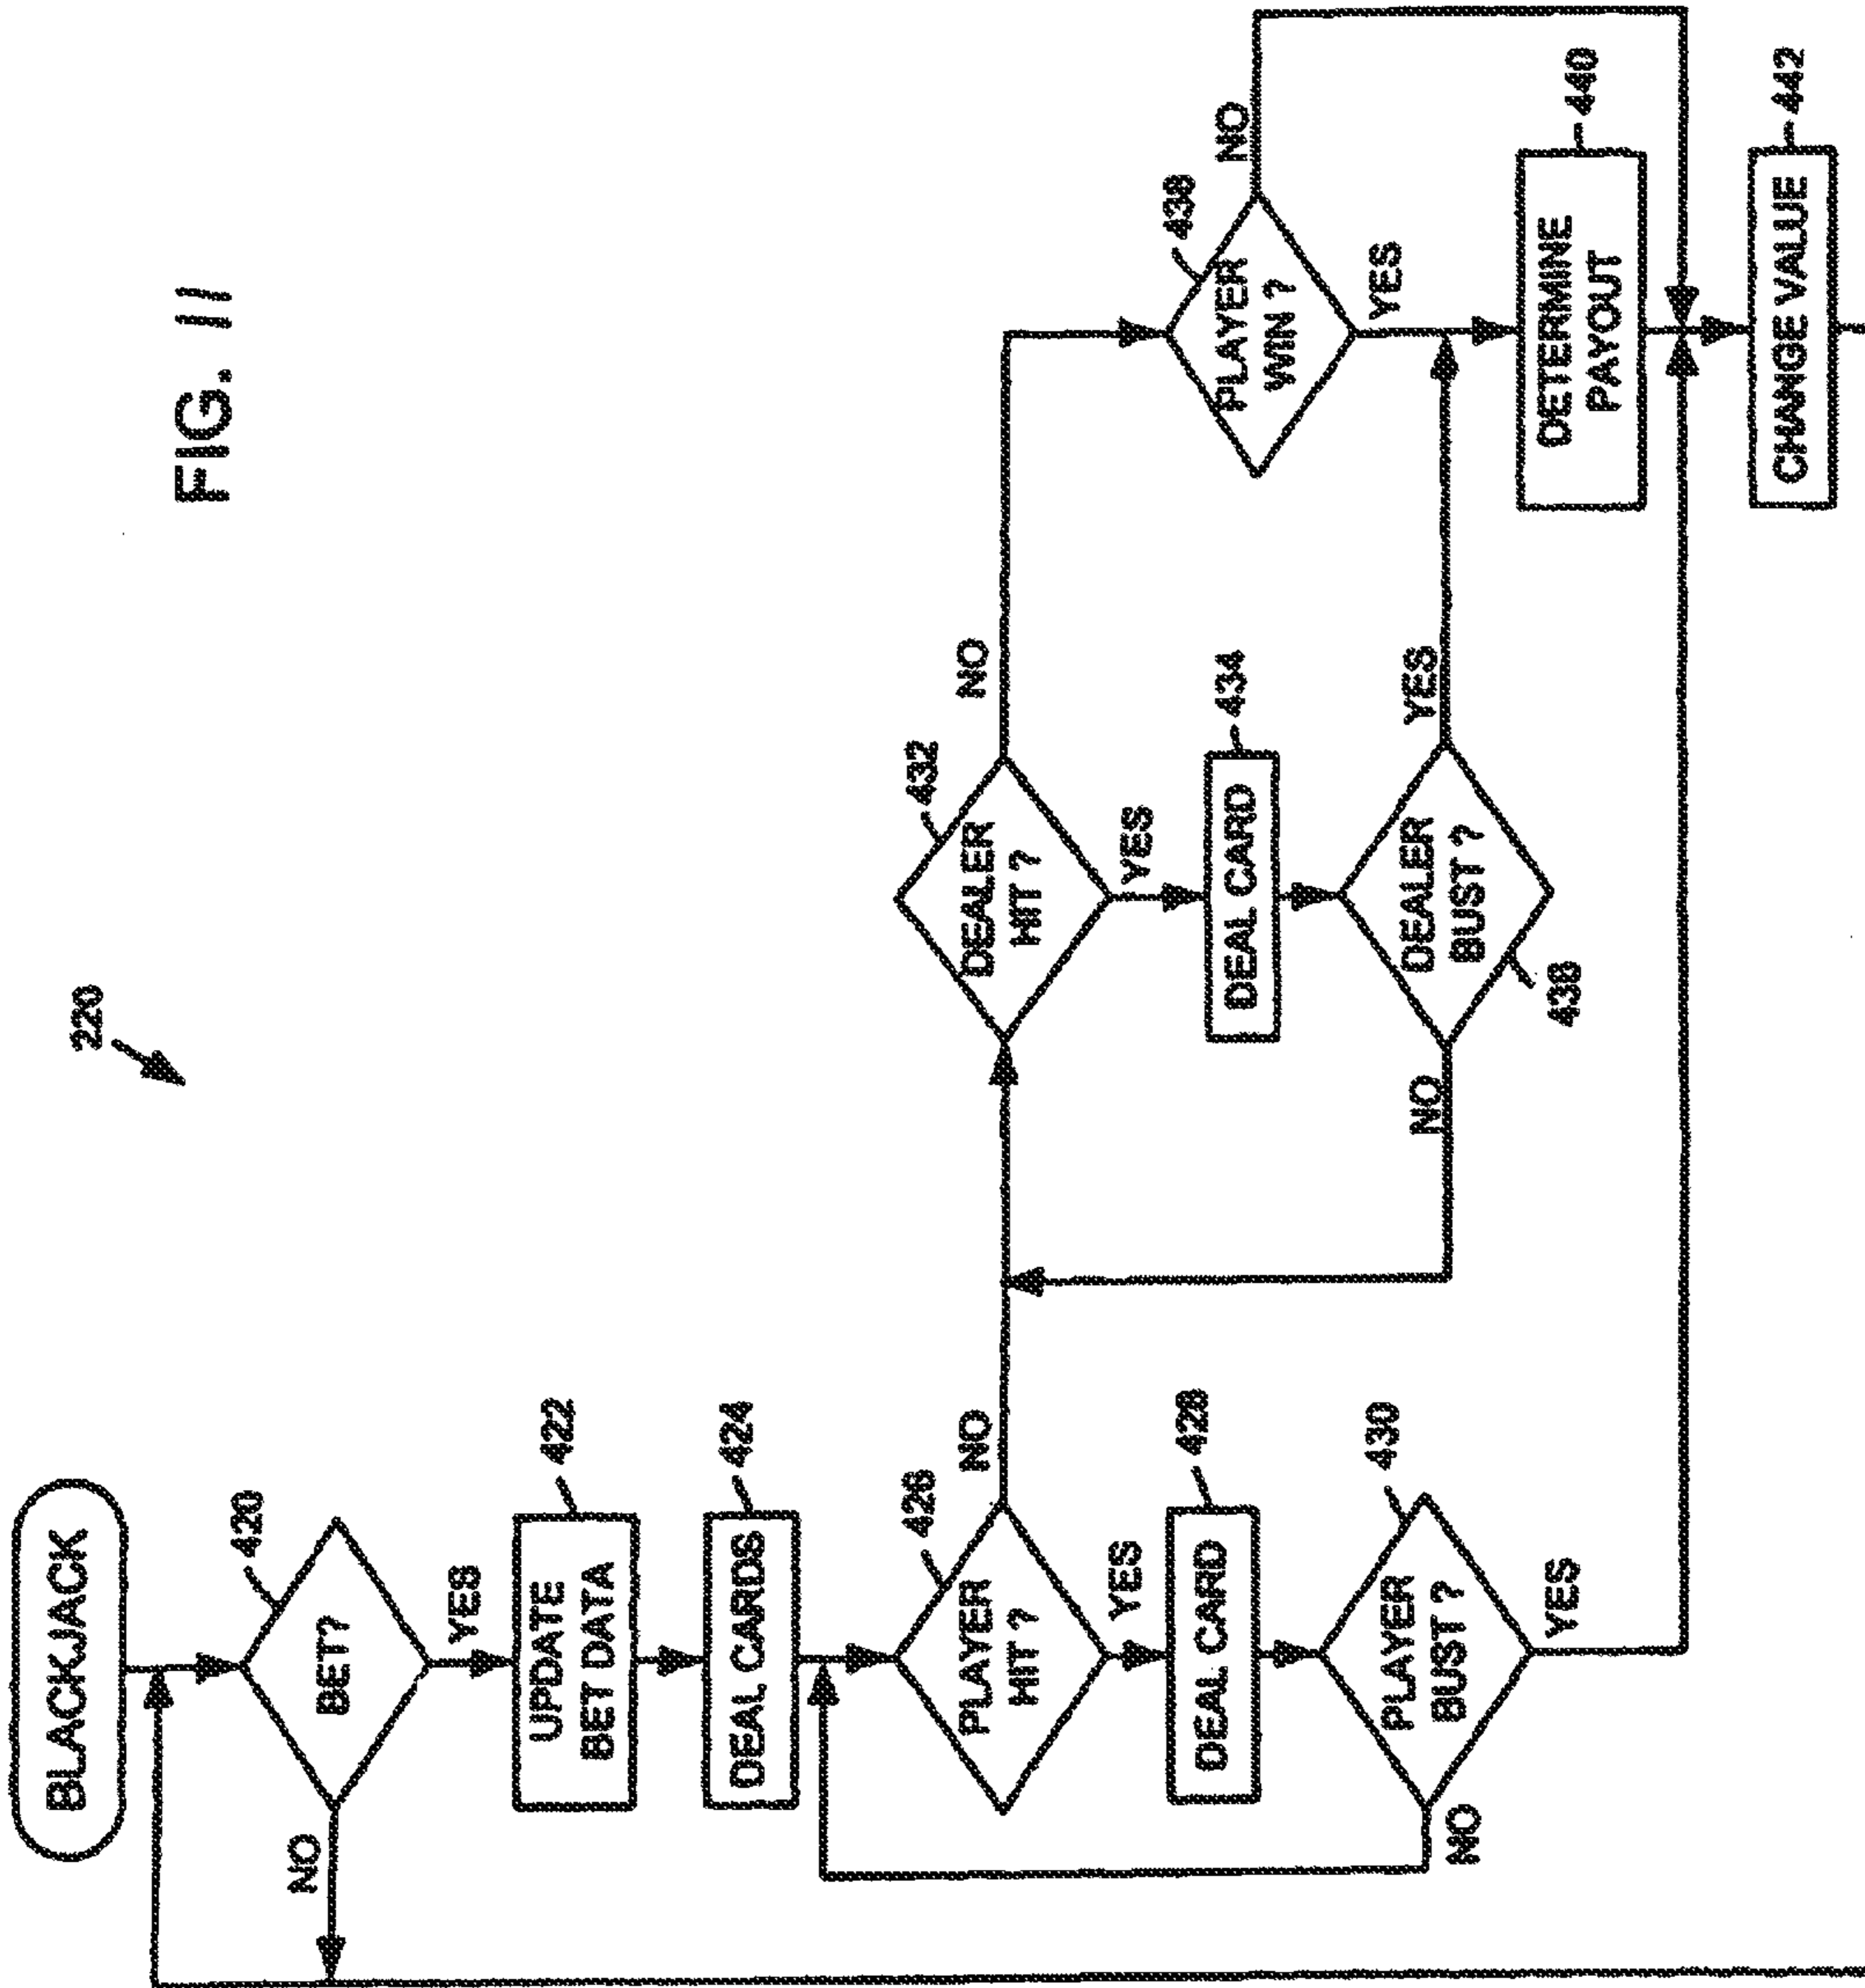 FIG. 11
220
BLACKJACK
420
BET?
NO
YES
422
UPDATE
BET DATA
424
DEAL CARDS
426
PLAYER
HIT ?
NO
YES
428
DEAL CARD
430
PLAYER
BUST ?
NO
YES
432
DEALER
HIT ?
NO
YES
434
DEAL CARD
DEALER
BUST ?
438
NO
YES
438
PLAYER
WIN ?
NO
YES
440
DETERMINE
PAYOUT
442
CHANGE VALUE